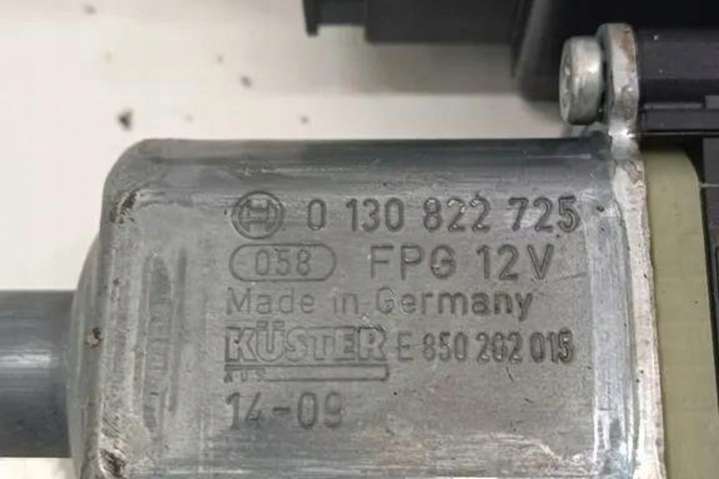 0 130 822 725
058 FPG 12V
Made in Germany
KÜSTER E 850 202 015
14-09